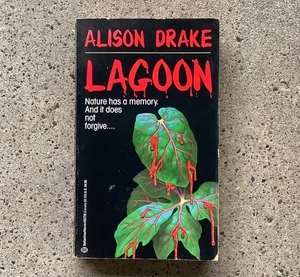 ALISON DRAKE
LAGOON
Nature has a memory.
And it does
not
forgive....